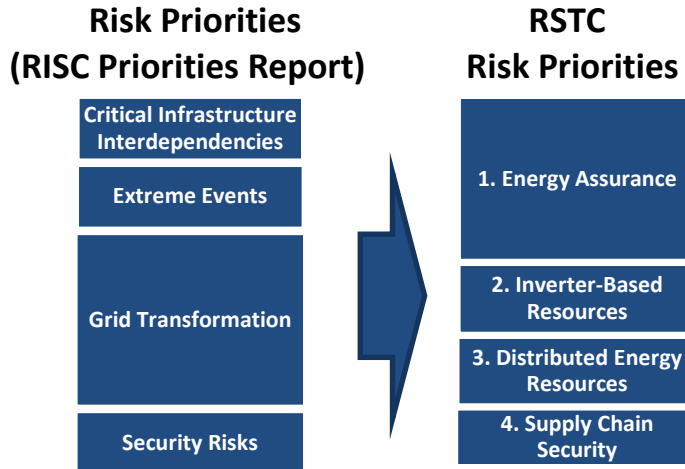 Risk Priorities
(RISC Priorities Report)
Critical Infrastructure
Interdependencies
Extreme Events
Grid Transformation
Security Risks
RSTC
Risk Priorities
1. Energy Assurance
2. Inverter-Based
Resources
3. Distributed Energy
Resources
4. Supply Chain
Security